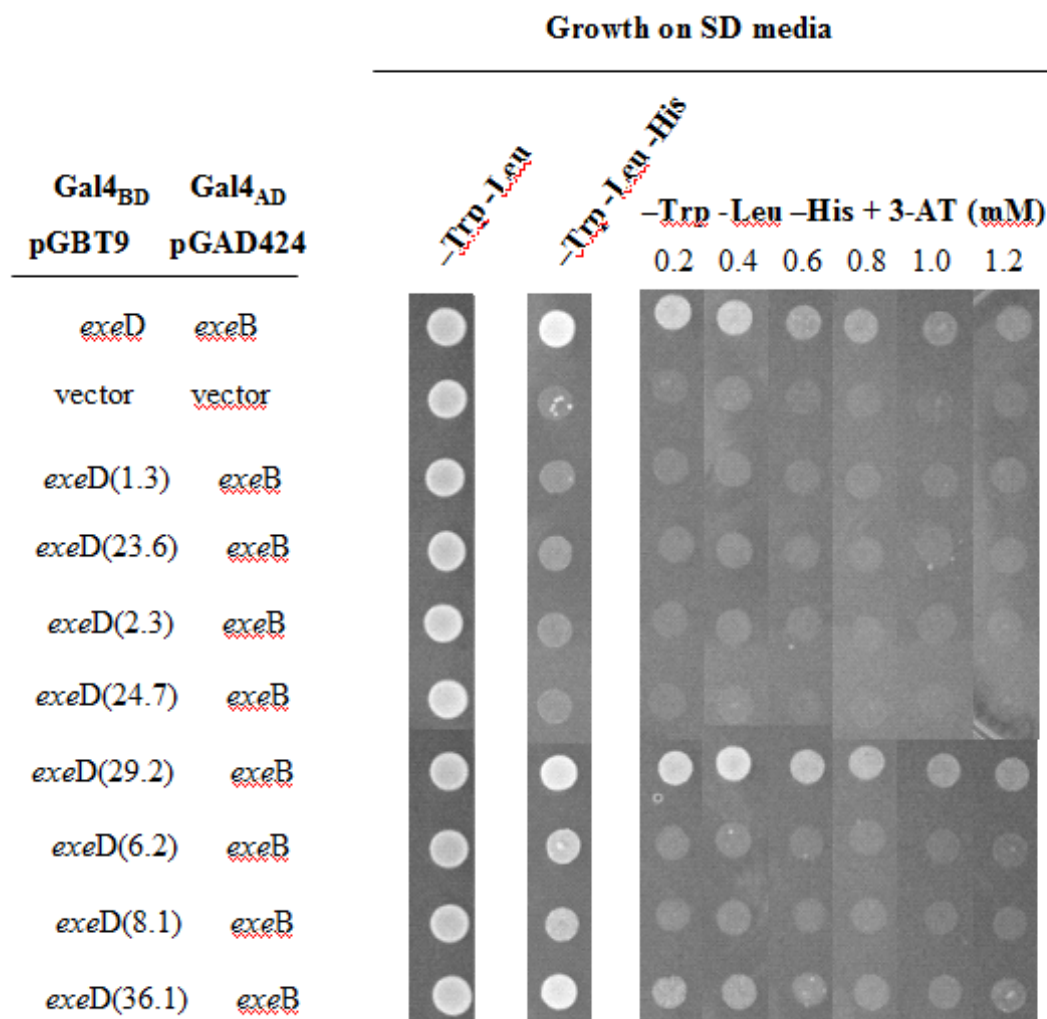 Growth on SD media
–Trp -Leu
–Trp -Leu -His
Gal4BD Gal4AD
–Trp -Leu –His + 3-AT (mM)
pGBT9 pGAD424
0.2 0.4 0.6 0.8 1.0 1.2
exeD exeB
vector vector
exeD(1.3) exeB
exeD(23.6) exeB
exeD(2.3) exeB
exeD(24.7) exeB
exeD(29.2) exeB
exeD(6.2) exeB
exeD(8.1) exeB
exeD(36.1) exeB